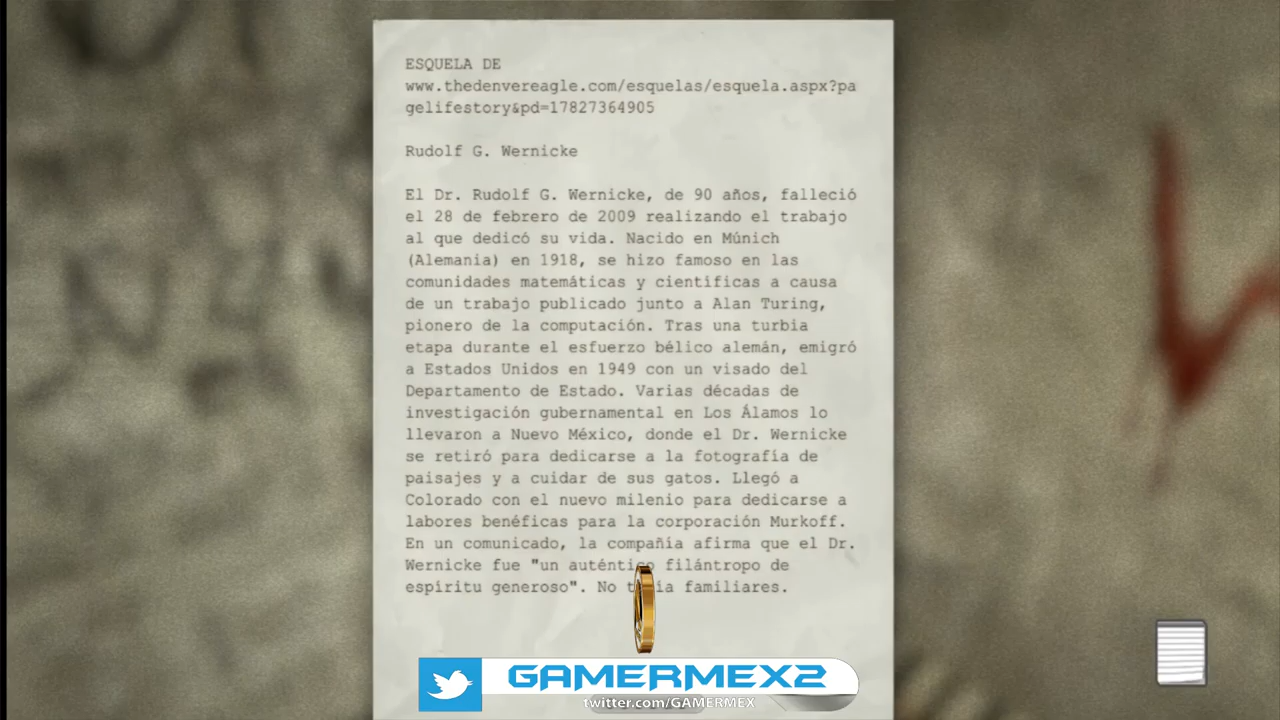 ESQUELA DE
www.thedenvereagle.com/esquelas/esquela.aspx?pa
gelifestory&pd=17827364905
Rudolf G. Wernicke
El Dr. Rudolf G. Wernicke, de 90 años, falleció
el 28 de febrero de 2009 realizando el trabajo
al que dedicó su vida. Nacido en Múnich
(Alemania) en 1918, se hizo famoso en las
comunidades matemáticas y científicas a causa
de un trabajo publicado junto a Alan Turing,
pionero de la computación. Tras una turbia
etapa durante el esfuerzo bélico alemán, emigró
a Estados Unidos en 1949 con un visado del
Departamento de Estado. Varias décadas de
investigación gubernamental en Los Álamos lo
llevaron a Nuevo México, donde el Dr. Wernicke
se retiró para dedicarse a la fotografía de
paisajes y a cuidar de sus gatos. Llegó a
Colorado con el nuevo milenio para dedicarse a
labores benéficas para la corporación Murkoff.
En un comunicado, la compañía afirma que el Dr.
Wernicke fue "un auténtico filántropo de
espíritu generoso". No tenía familiares.
GAMERMEX2
twitter.com/GAMERMEX